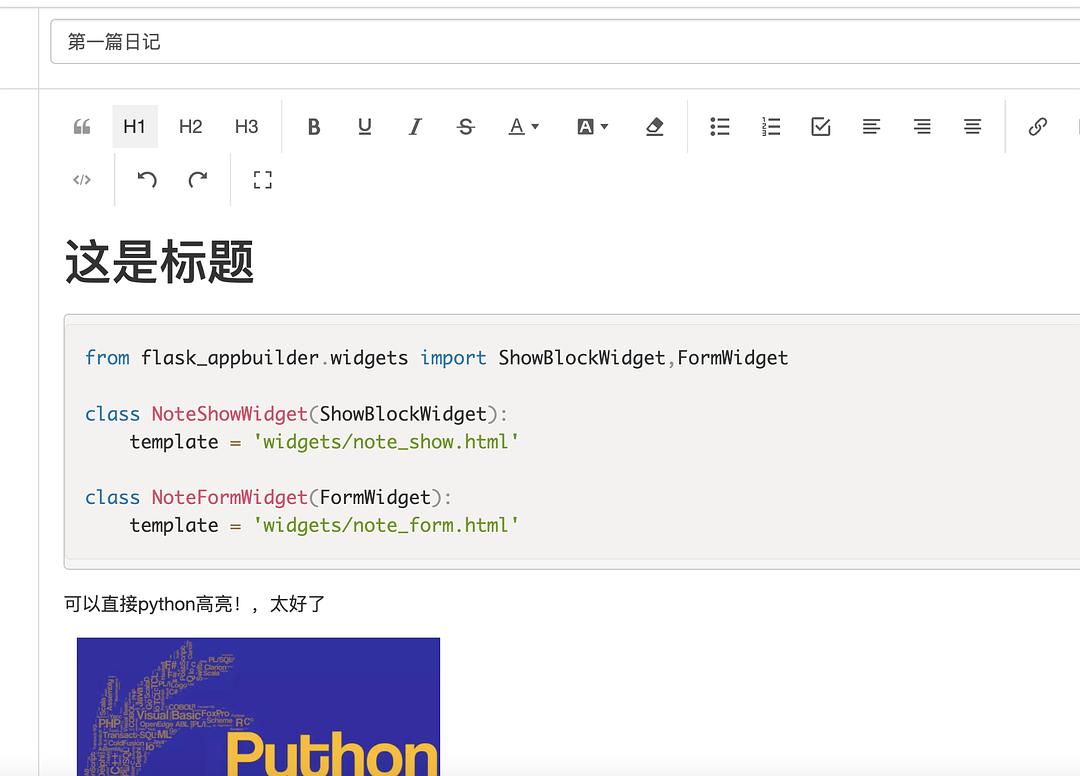 第一篇日记
H1 H2 H3 B U I S A A
</>
这是标题
from flask_appbuilder.widgets import ShowBlockWidget,FormWidget
class NoteShowWidget(ShowBlockWidget):
    template = 'widgets/note_show.html'
class NoteFormWidget(FormWidget):
    template = 'widgets/note_form.html'
可以直接python高亮！，太好了
PL/SQL
F#
Clarion
Scala
C#
COBOL
Visual Basic FoxPro
PHP
OpenEdge ABL
Scheme
R
Transact-SQL ML
ColdFusion
Io
C++
Python